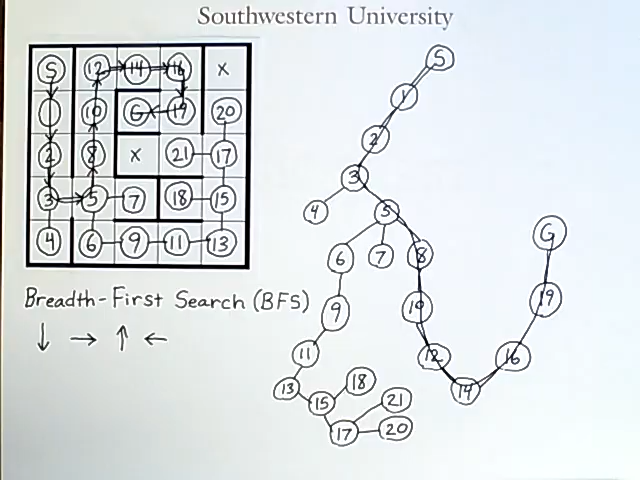 Southwestern University
S 12 14 16 X
1 10 G 19 20
2 8 X 21 17
3 5 7 18 15
4 6 9 11 13
Breadth-First Search (BFS)
↓ → ↑ ←
S
1
2
3
4 5
6 7 8
G
9 10 19
11 12 16
13 14
15 18
17 21
20